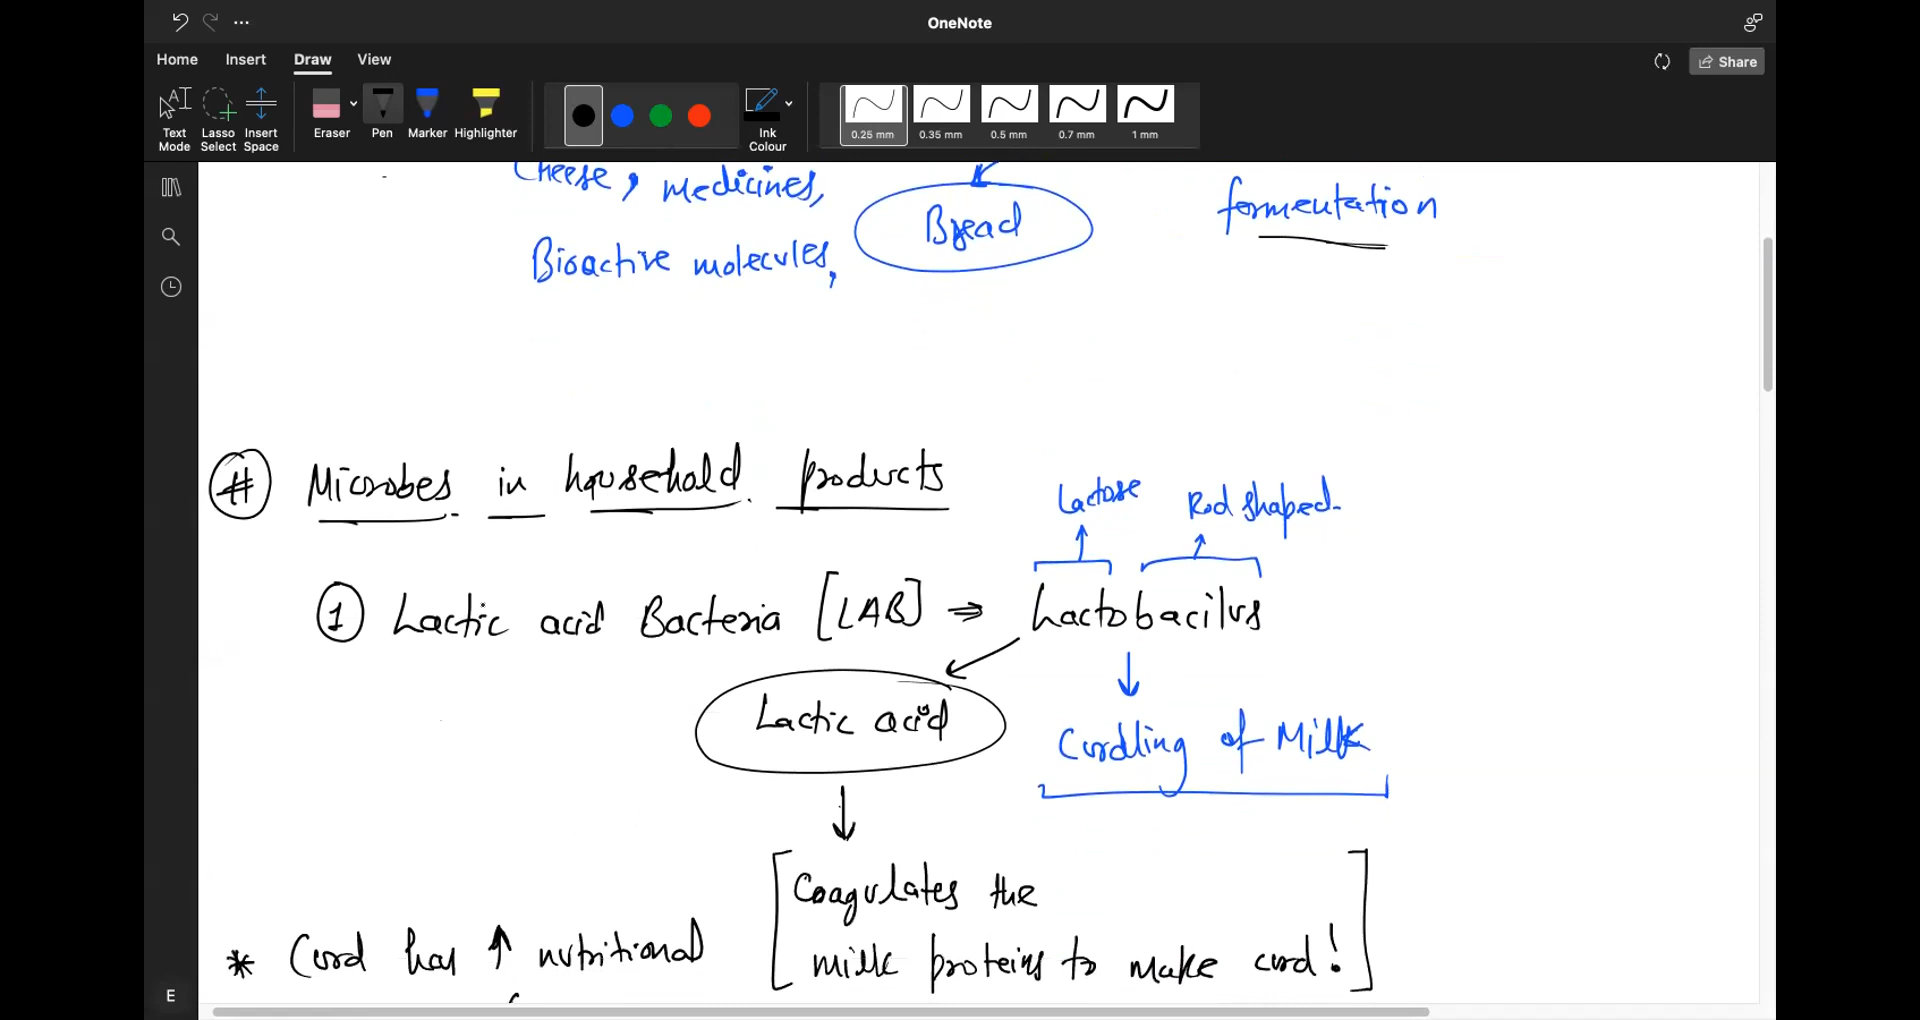 OneNote
Home Insert Draw View
Share
Text Mode
Lasso Select
Insert Space
Eraser
Pen
Marker
Highlighter
Ink Colour
0.25 mm
0.35 mm
0.5 mm
0.7 mm
1 mm
Cheese, medicines,
Bread
fermentation
Bioactive molecules,
# Microbes in household products
Lactose
Rod shaped
1 Lactic acid Bacteria [LAB] ⇒ Lactobacilus
Lactic acid
Curdling of Milk
[Coagulates the
milk proteins to make curd!]
* Curd has ↑ nutritional
E